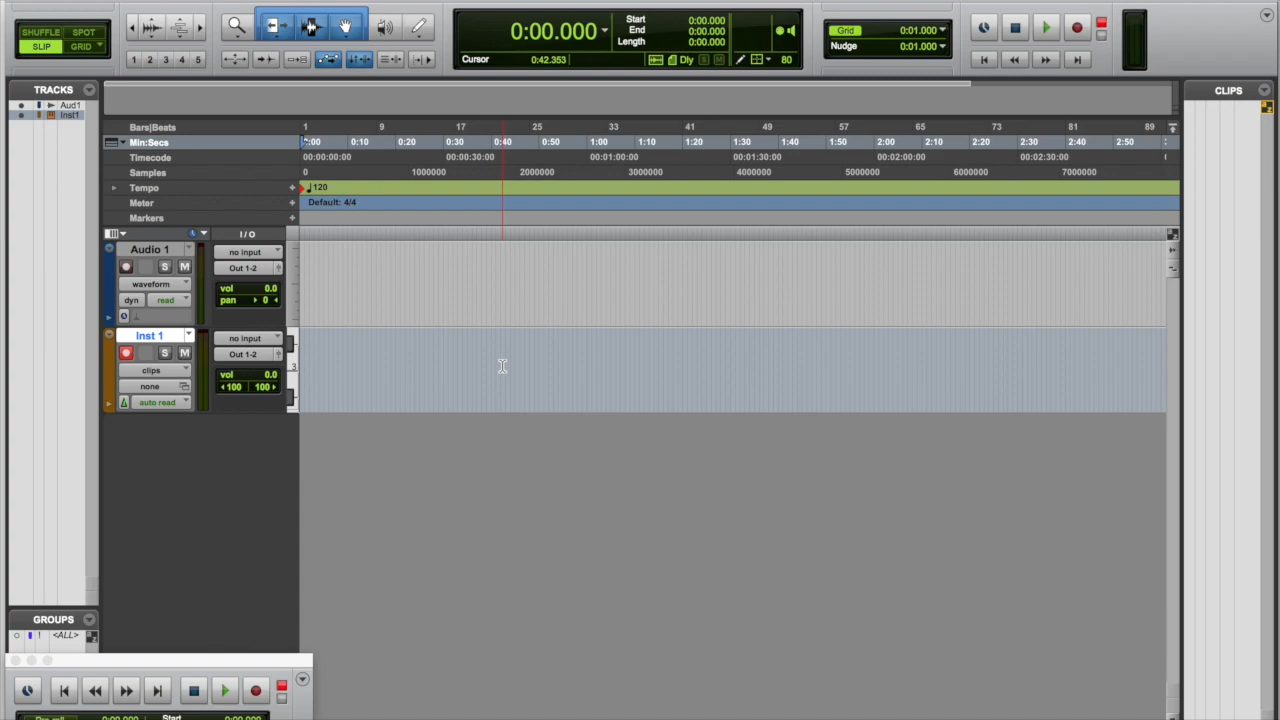 SHUFFLE SPOT
SLIP GRID
1 2 3 4 5
0:00.000
Start 0:00.000
End 0:00.000
Length 0:00.000
Cursor 0:42.353
Dly S M
80
Grid 0:01.000
Nudge 0:01.000
TRACKS
Aud1
Inst1
CLIPS
Bars|Beats 1 9 17 25 33 41 49 57 65 73 81 89
Min:Secs 0:00 0:10 0:20 0:30 0:40 0:50 1:00 1:10 1:20 1:30 1:40 1:50 2:00 2:10 2:20 2:30 2:40 2:50
Timecode 00:00:00:00 00:00:30:00 00:01:00:00 00:01:30:00 00:02:00:00 00:02:30:00
Samples 0 1000000 2000000 3000000 4000000 5000000 6000000 7000000
Tempo + 120
Meter + Default: 4/4
Markers +
I / O
Audio 1
no input
S M
Out 1-2
waveform
vol 0.0
dyn read
pan 0
Inst 1
no input
S M
Out 1-2
3
clips
vol 0.0
none
100 100
auto read
GROUPS
! <ALL>